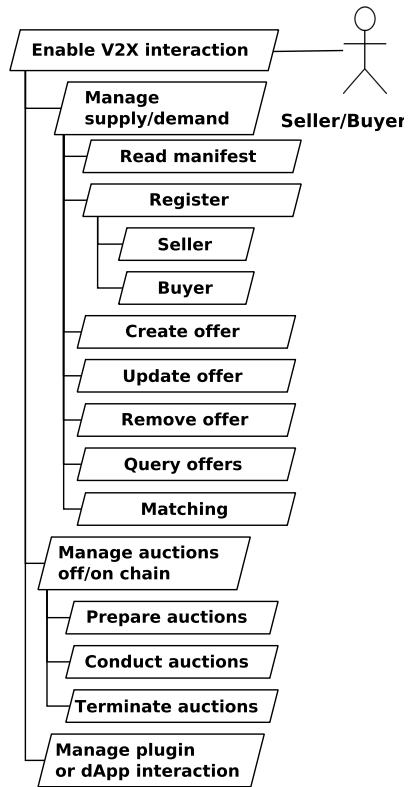 Enable V2X interaction
Seller/Buyer
Manage
supply/demand
Read manifest
Register
Seller
Buyer
Create offer
Update offer
Remove offer
Query offers
Matching
Manage auctions
off/on chain
Prepare auctions
Conduct auctions
Terminate auctions
Manage plugin
or dApp interaction